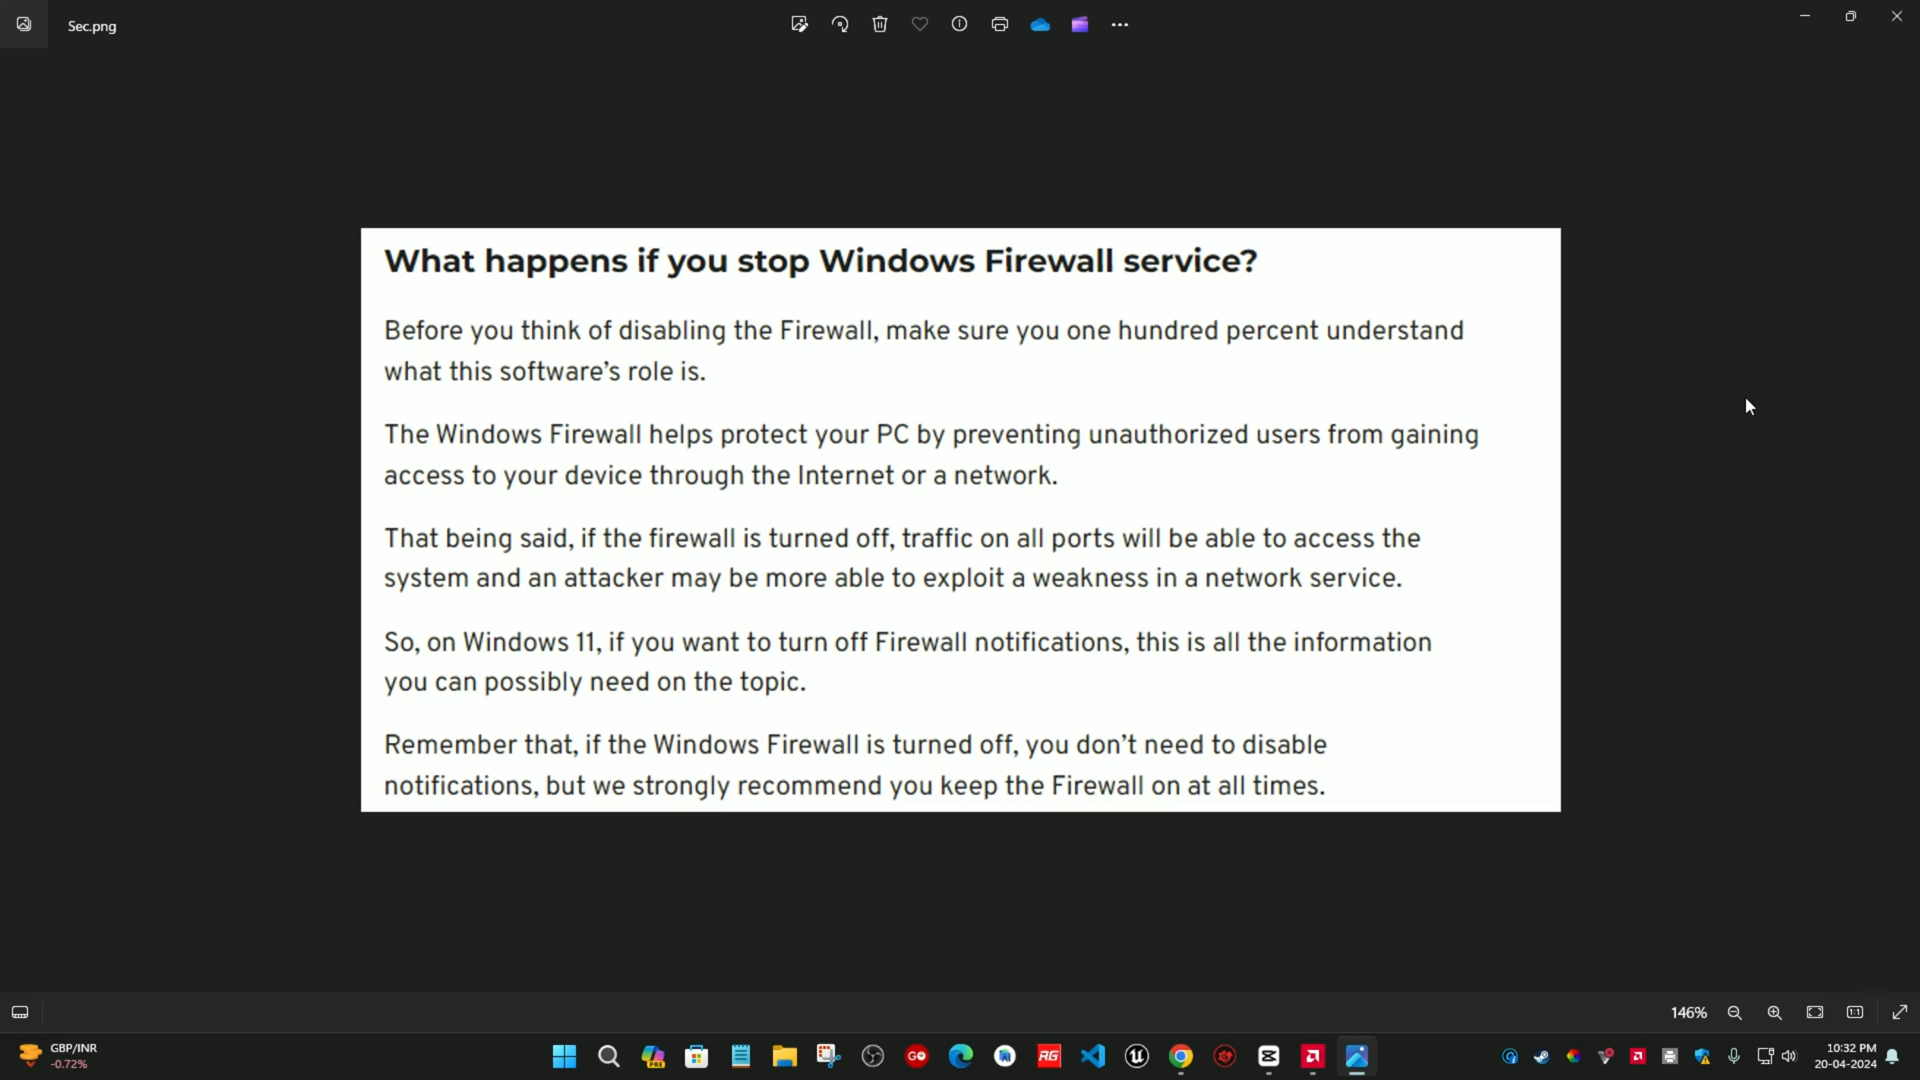 Sec.png
What happens if you stop Windows Firewall service?
Before you think of disabling the Firewall, make sure you one hundred percent understand
what this software’s role is.
The Windows Firewall helps protect your PC by preventing unauthorized users from gaining
access to your device through the Internet or a network.
That being said, if the firewall is turned off, traffic on all ports will be able to access the
system and an attacker may be more able to exploit a weakness in a network service.
So, on Windows 11, if you want to turn off Firewall notifications, this is all the information
you can possibly need on the topic.
Remember that, if the Windows Firewall is turned off, you don’t need to disable
notifications, but we strongly recommend you keep the Firewall on at all times.
146%
1:1
GBP/INR
-0.72%
PRE
GO
RG
10:32 PM
20-04-2024